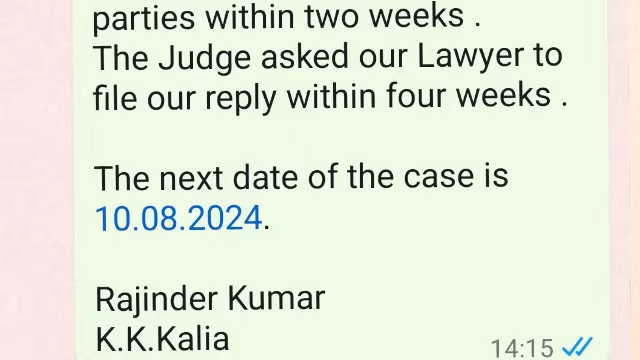 parties within two weeks .
The Judge asked our Lawyer to
file our reply within four weeks .
The next date of the case is
10.08.2024.
Rajinder Kumar
K.K.Kalia
14:15